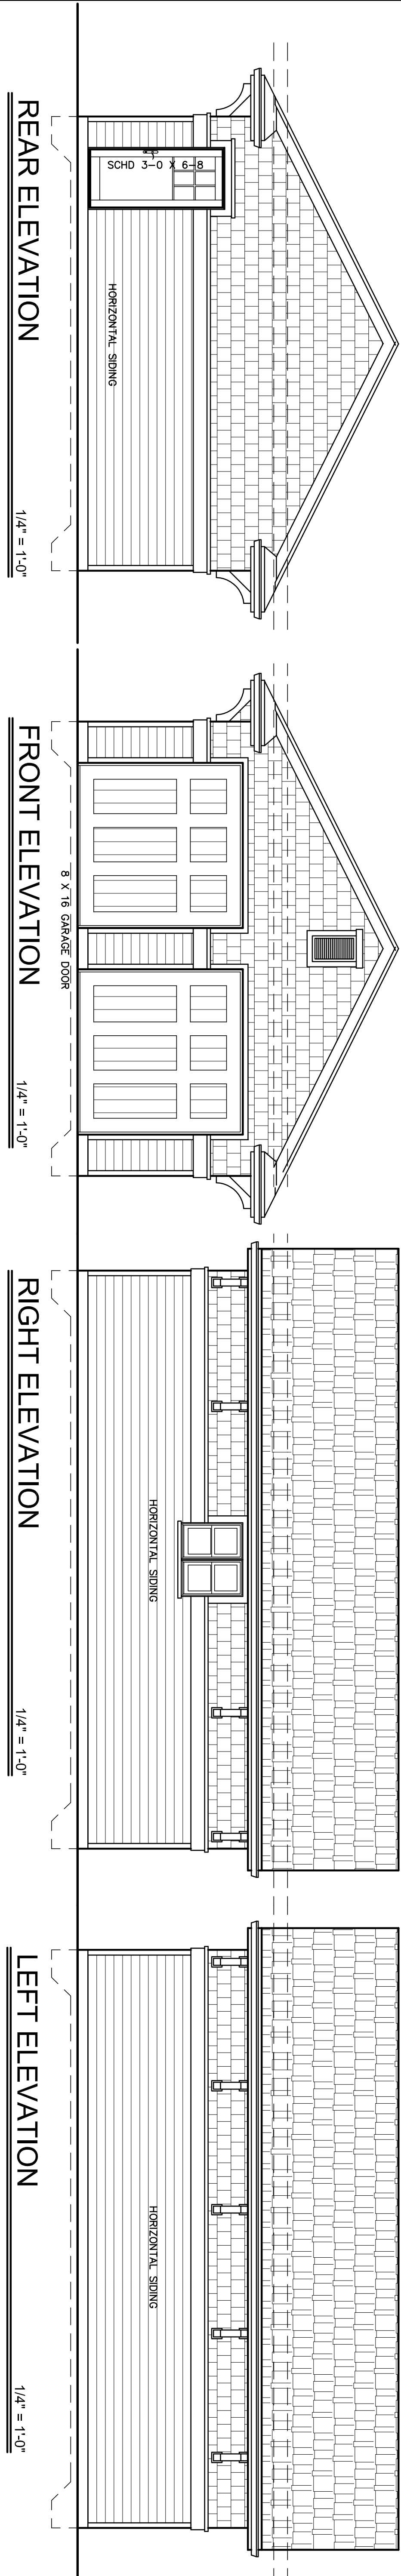 SCHD 3-0 X 6-8
HORIZONTAL SIDING
REAR ELEVATION
1/4" = 1'-0"
8 X 16 GARAGE DOOR
FRONT ELEVATION
1/4" = 1'-0"
HORIZONTAL SIDING
RIGHT ELEVATION
1/4" = 1'-0"
HORIZONTAL SIDING
LEFT ELEVATION
1/4" = 1'-0"